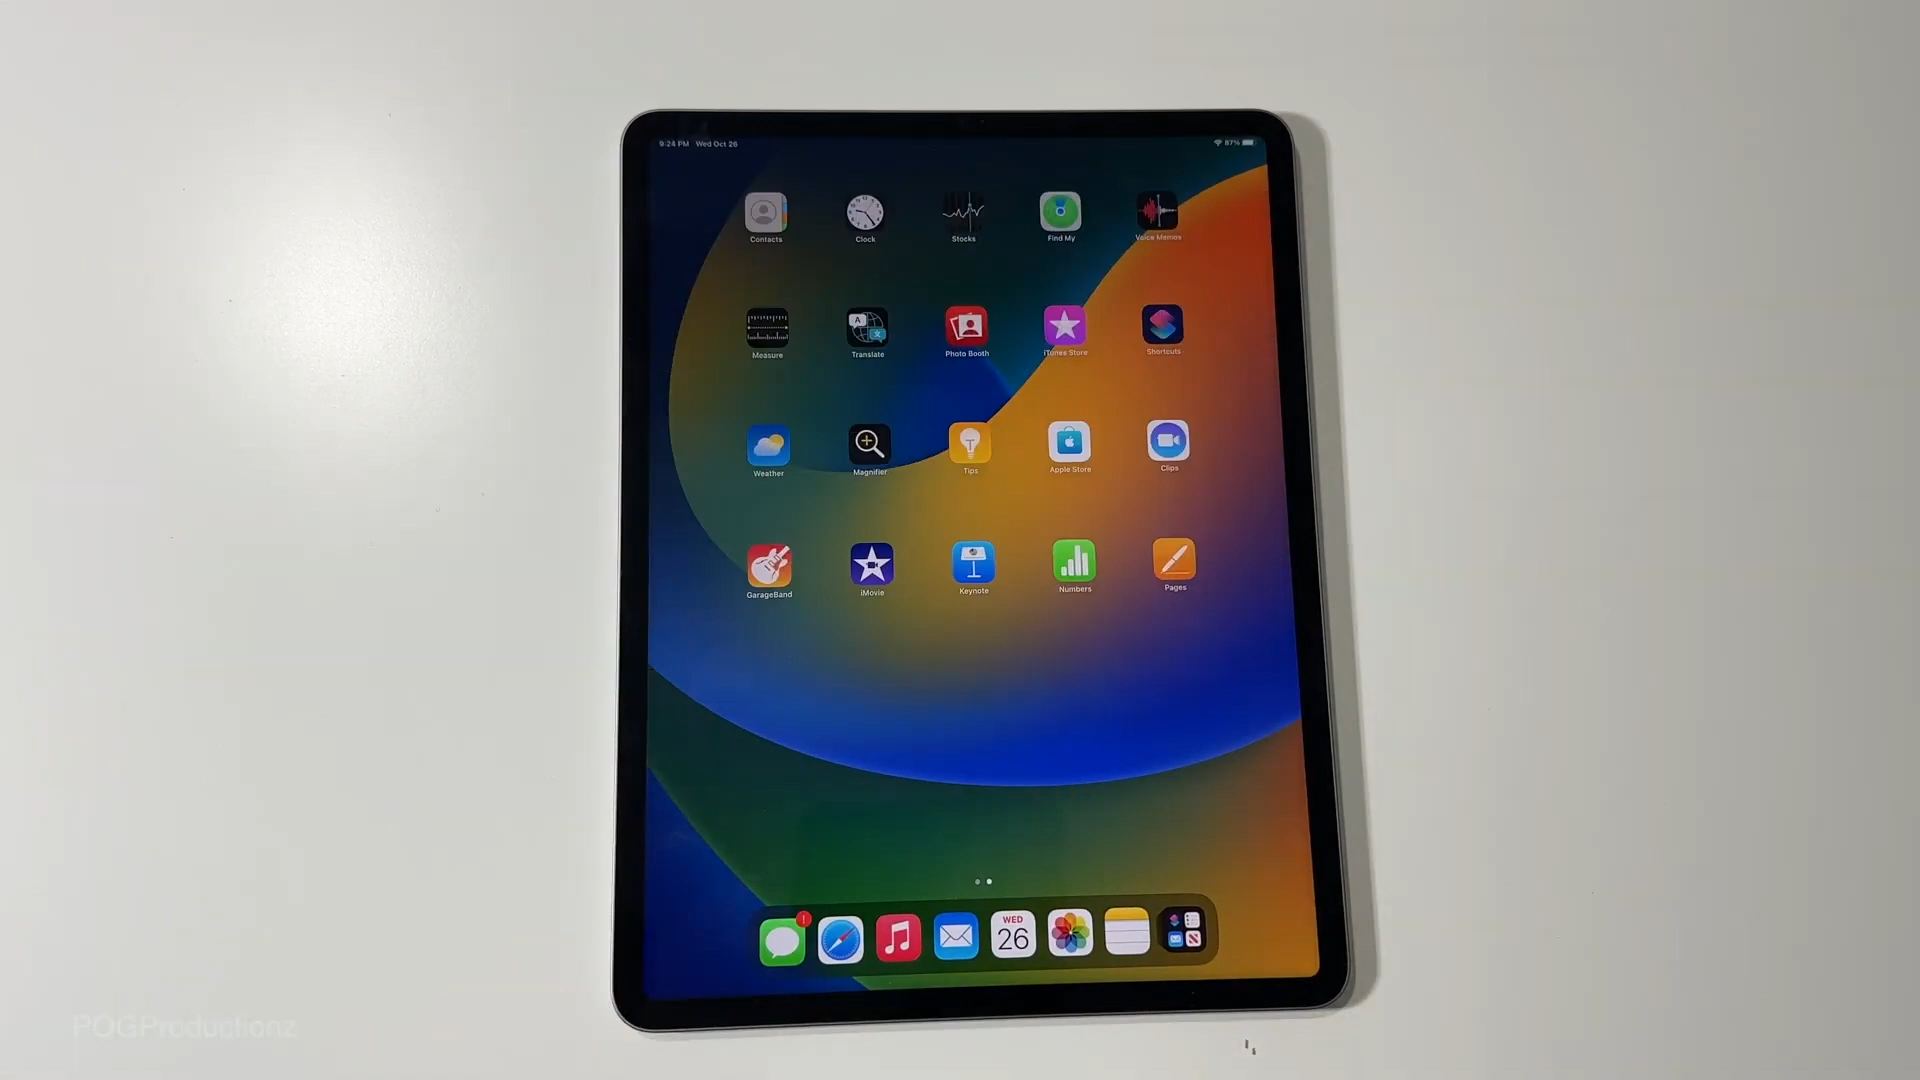 9:24 PM Wed Oct 26 87%
Contacts Clock Stocks Find My Voice Memos
A 文
Measure Translate Photo Booth iTunes Store Shortcuts
Weather Magnifier Tips Apple Store Clips
GarageBand iMovie Keynote Numbers Pages
!
WED
26
POGProductionz